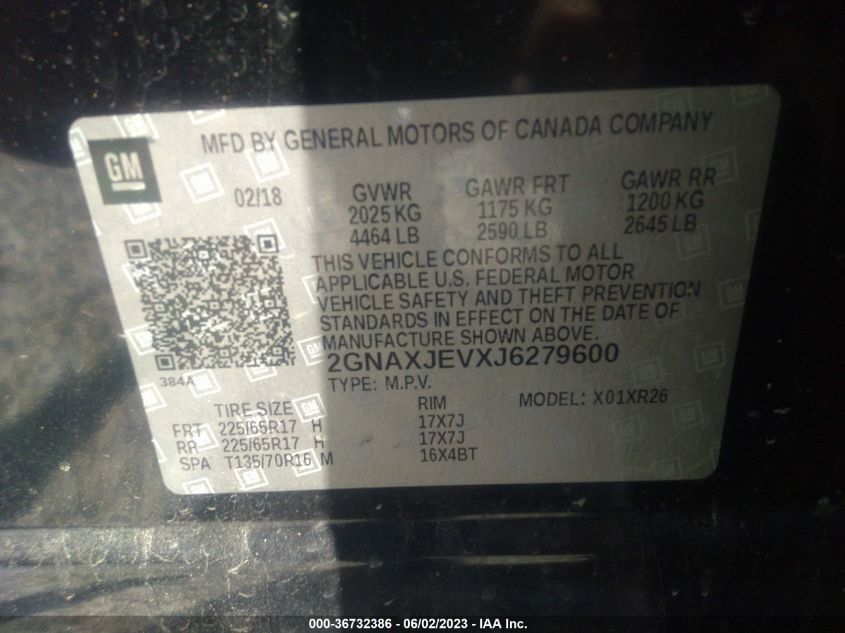 GM
MFD BY GENERAL MOTORS OF CANADA COMPANY
02/18
GVWR GAWR FRT GAWR RR
2025 KG 1175 KG 1200 KG
4464 LB 2590 LB 2645 LB
THIS VEHICLE CONFORMS TO ALL
APPLICABLE U.S. FEDERAL MOTOR
VEHICLE SAFETY AND THEFT PREVENTION
STANDARDS IN EFFECT ON THE DATE OF
MANUFACTURE SHOWN ABOVE.
2GNAXJEVXJ6279600
384A
TYPE: M.P.V. MODEL: X01XR26
TIRE SIZE RIM
FRT 225/65R17 H 17X7J
RR 225/65R17 H 17X7J
SPA T135/70R16 M 16X4BT
000-36732386 - 06/02/2023 - IAA Inc.